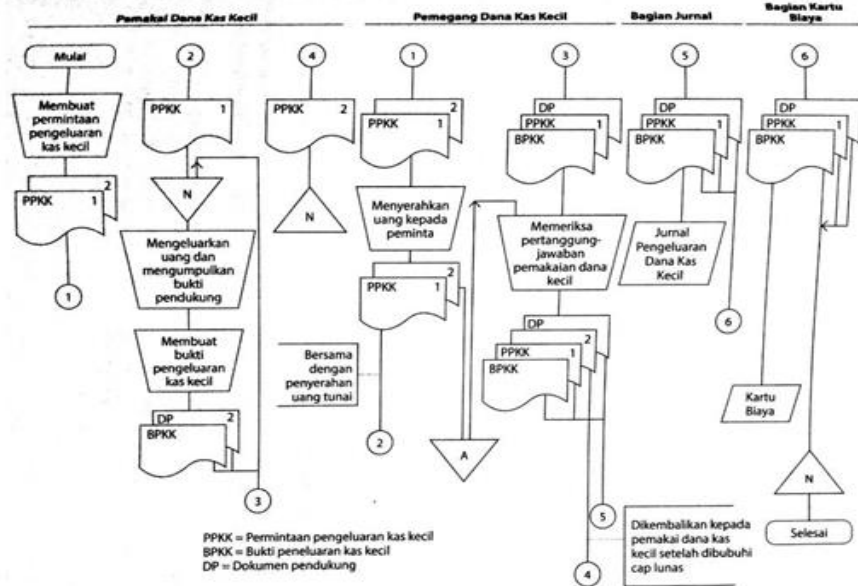 Pemakai Dana Kas Kecil
Mulai
Membuat
permintaan
pengeluaran
kas kecil
2
PPKK 1
1
2
PPKK 1
N
Mengeluarkan
uang dan
mengumpulkan
bukti
pendukung
Membuat
bukti
pengeluaran
kas kecil
DP 2
BPKK
3
4
PPKK 2
N
Pemegang Dana Kas Kecil
1
2
PPKK 1
Menyerahkan
uang kepada
peminta
2
PPKK 1
Bersama
dengan
penyerahan
uang tunai
2
A
3
DP
PPKK 1
BPKK
Memeriksa
pertanggung-
jawaban
pemakaian dana
kecil
DP
2
PPKK 1
BPKK
5
4
Dikembalikan kepada
pemakai dana kas
kecil setelah dibubuhi
cap lunas
Bagian Jurnal
5
DP
PPKK 1
BPKK
Jurnal
Pengeluaran
Dana Kas
Kecil
6
Bagian Kartu
Biaya
6
DP
PPKK 1
BPKK
Kartu
Biaya
N
Selesai
PPKK = Permintaan pengeluaran kas kecil
BPKK = Bukti peneluaran kas kecil
DP = Dokumen pendukung